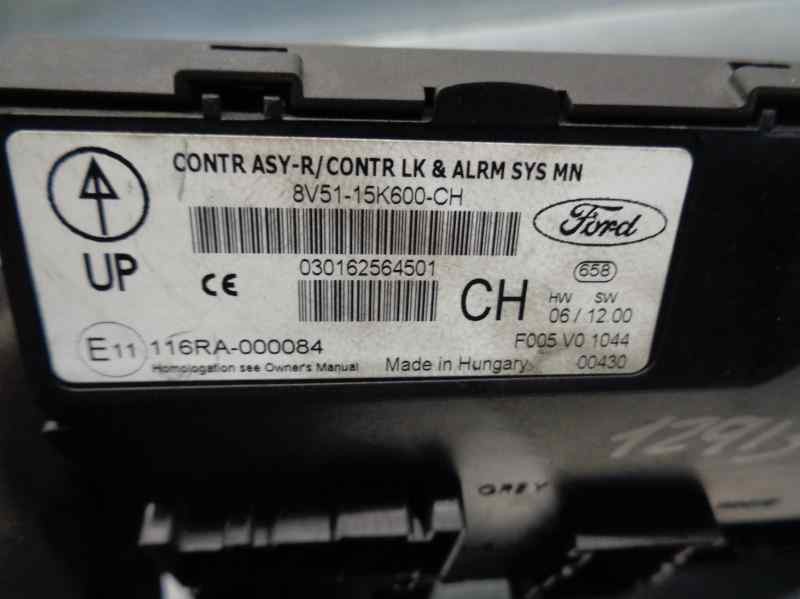 CONTR ASY-R/CONTR LK & ALRM SYS MN
8V51-15K600-CH
Ford
UP
CE
030162564501
CH
658
HW SW
06/12.00
E11 116RA-000084
F005 V0 1044
Homologation see Owner's Manual
Made in Hungary
00430
GREY